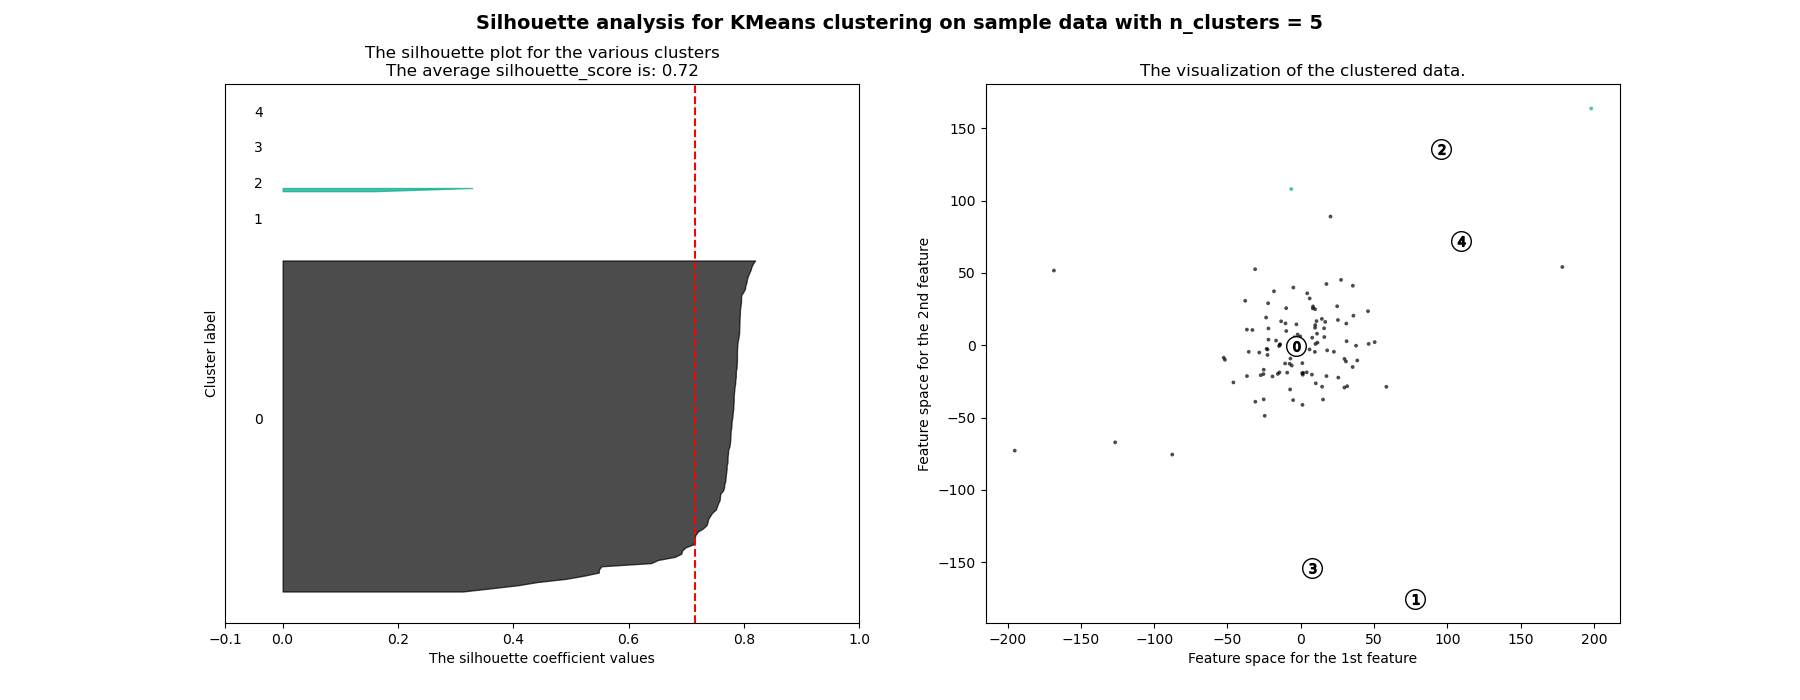 Silhouette analysis for KMeans clustering on sample data with n_clusters = 5
The silhouette plot for the various clusters
The average silhouette_score is: 0.72
4
3
2
1
0
Cluster label
−0.1 0.0 0.2 0.4 0.6 0.8 1.0
The silhouette coefficient values
The visualization of the clustered data.
150
100
50
0
−50
−100
−150
Feature space for the 2nd feature
2
4
0
3
1
−200 −150 −100 −50 0 50 100 150 200
Feature space for the 1st feature